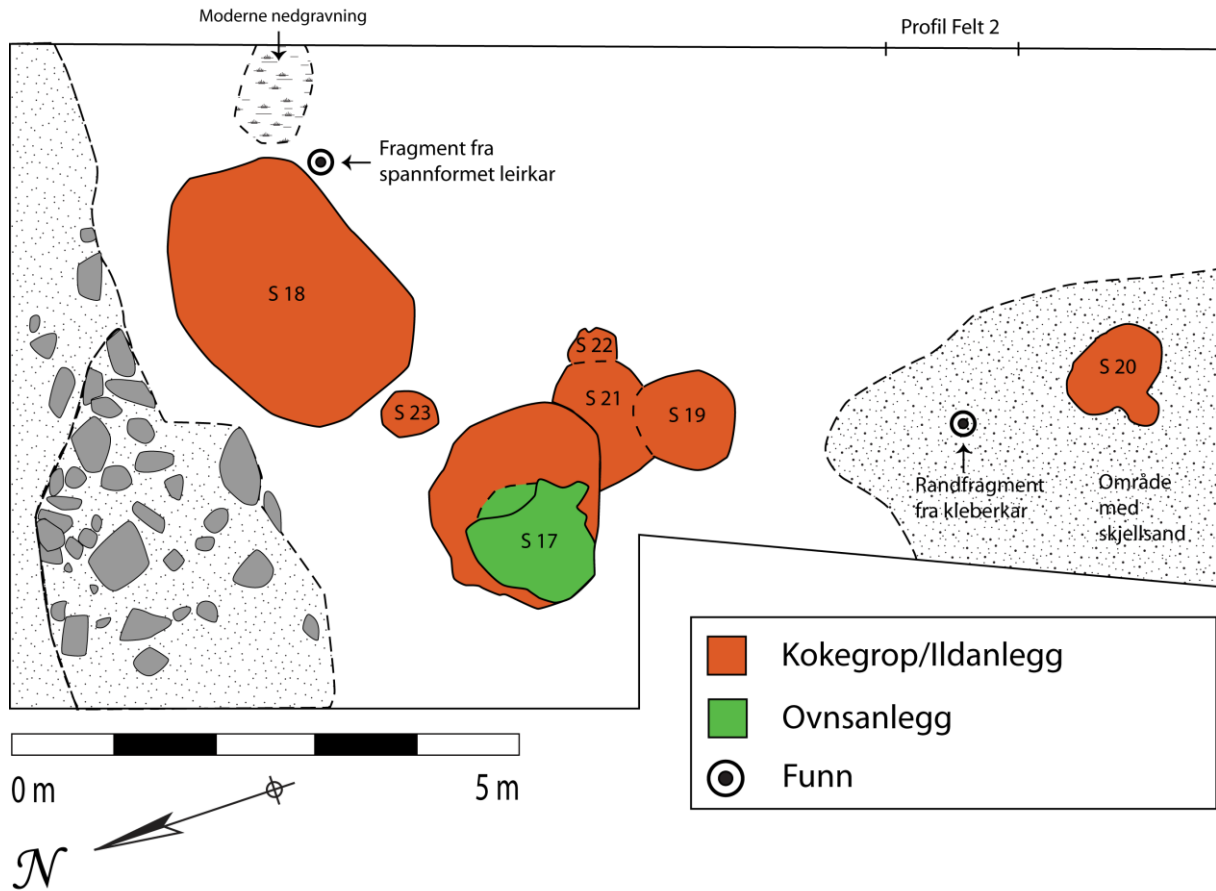 Moderne nedgravning
Profil Felt 2
Fragment fra
spannformet leirkar
S 18
S 22
S 20
S 21
S 19
S 23
Randfragment
fra kleberkar
Område
med
skjellsand
S 17
Kokegrop/Ildanlegg
Ovnsanlegg
Funn
0 m
5 m
N